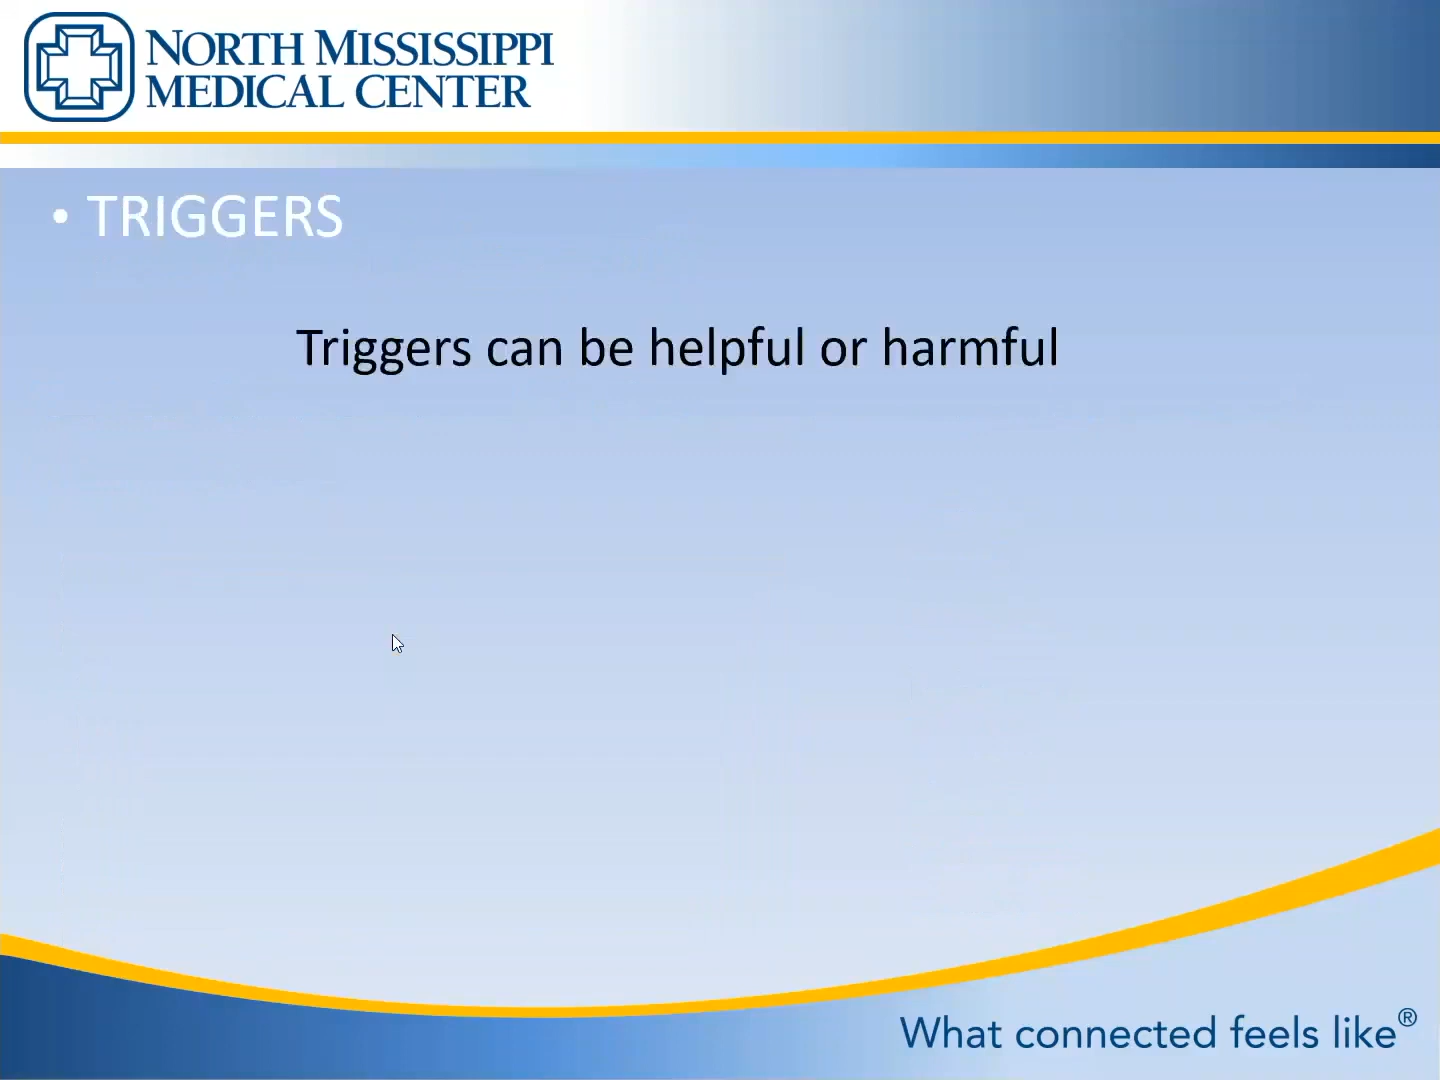 NORTH MISSISSIPPI
MEDICAL CENTER
• TRIGGERS
Triggers can be helpful or harmful
What connected feels like®